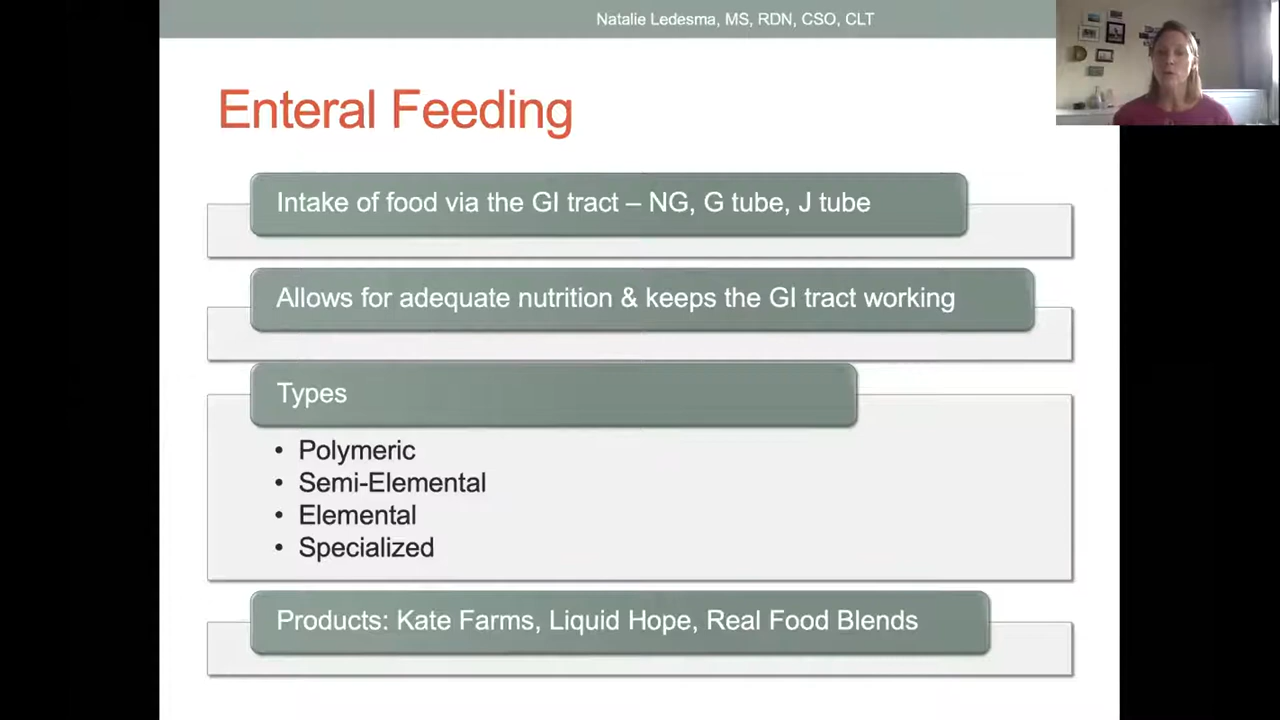 Natalie Ledesma, MS, RDN, CSO, CLT
Enteral Feeding
Intake of food via the GI tract – NG, G tube, J tube
Allows for adequate nutrition & keeps the GI tract working
Types
• Polymeric
• Semi-Elemental
• Elemental
• Specialized
Products: Kate Farms, Liquid Hope, Real Food Blends